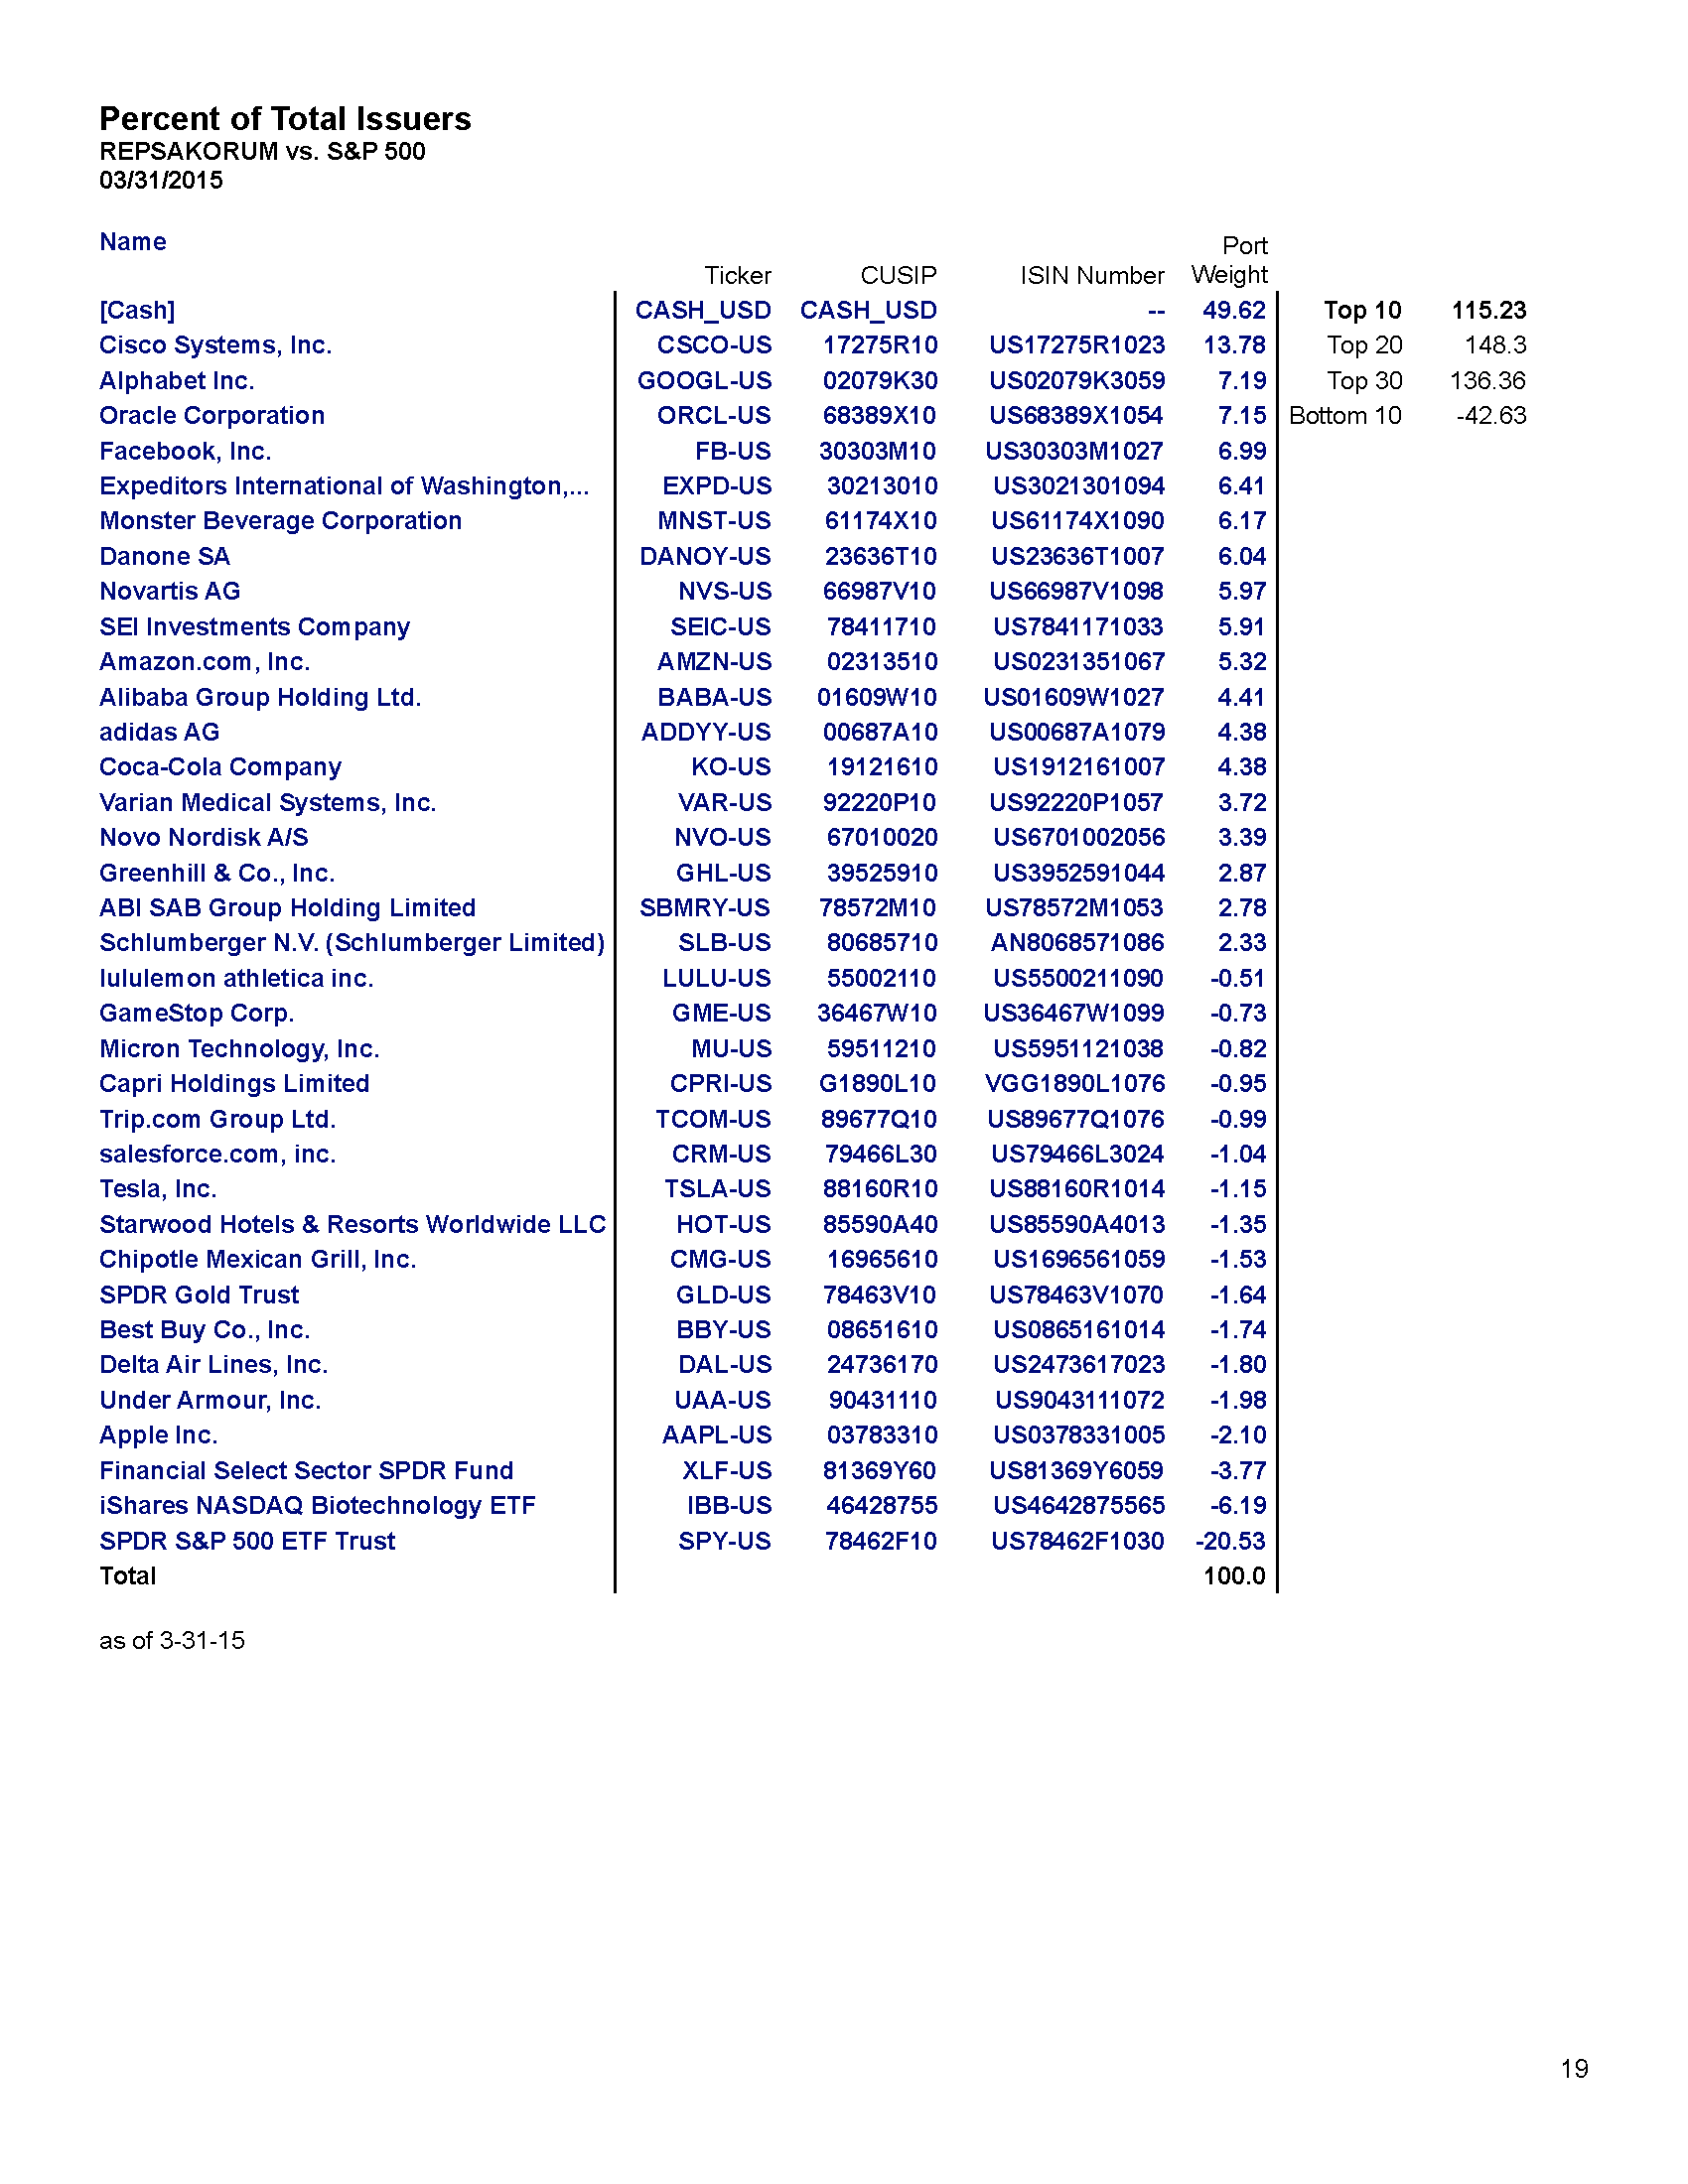 Percent of Total Issuers
REPSAKORUM vs. S&P 500
03/31/2015
Name Port
Ticker CUSIP ISIN Number Weight
[Cash] CASH_USD CASH_USD -- 49.62 Top 10 115.23
Cisco Systems, Inc. CSCO-US 17275R10 US17275R1023 13.78 Top 20 148.3
Alphabet Inc. GOOGL-US 02079K30 US02079K3059 7.19 Top 30 136.36
Oracle Corporation ORCL-US 68389X10 US68389X1054 7.15 Bottom 10 -42.63
Facebook, Inc. FB-US 30303M10 US30303M1027 6.99
Expeditors International of Washington,... EXPD-US 30213010 US3021301094 6.41
Monster Beverage Corporation MNST-US 61174X10 US61174X1090 6.17
Danone SA DANOY-US 23636T10 US23636T1007 6.04
Novartis AG NVS-US 66987V10 US66987V1098 5.97
SEI Investments Company SEIC-US 78411710 US7841171033 5.91
Amazon.com, Inc. AMZN-US 02313510 US0231351067 5.32
Alibaba Group Holding Ltd. BABA-US 01609W10 US01609W1027 4.41
adidas AG ADDYY-US 00687A10 US00687A1079 4.38
Coca-Cola Company KO-US 19121610 US1912161007 4.38
Varian Medical Systems, Inc. VAR-US 92220P10 US92220P1057 3.72
Novo Nordisk A/S NVO-US 67010020 US6701002056 3.39
Greenhill & Co., Inc. GHL-US 39525910 US3952591044 2.87
ABI SAB Group Holding Limited SBMRY-US 78572M10 US78572M1053 2.78
Schlumberger N.V. (Schlumberger Limited) SLB-US 80685710 AN8068571086 2.33
lululemon athletica inc. LULU-US 55002110 US5500211090 -0.51
GameStop Corp. GME-US 36467W10 US36467W1099 -0.73
Micron Technology, Inc. MU-US 59511210 US5951121038 -0.82
Capri Holdings Limited CPRI-US G1890L10 VGG1890L1076 -0.95
Trip.com Group Ltd. TCOM-US 89677Q10 US89677Q1076 -0.99
salesforce.com, inc. CRM-US 79466L30 US79466L3024 -1.04
Tesla, Inc. TSLA-US 88160R10 US88160R1014 -1.15
Starwood Hotels & Resorts Worldwide LLC HOT-US 85590A40 US85590A4013 -1.35
Chipotle Mexican Grill, Inc. CMG-US 16965610 US1696561059 -1.53
SPDR Gold Trust GLD-US 78463V10 US78463V1070 -1.64
Best Buy Co., Inc. BBY-US 08651610 US0865161014 -1.74
Delta Air Lines, Inc. DAL-US 24736170 US2473617023 -1.80
Under Armour, Inc. UAA-US 90431110 US9043111072 -1.98
Apple Inc. AAPL-US 03783310 US0378331005 -2.10
Financial Select Sector SPDR Fund XLF-US 81369Y60 US81369Y6059 -3.77
iShares NASDAQ Biotechnology ETF IBB-US 46428755 US4642875565 -6.19
SPDR S&P 500 ETF Trust SPY-US 78462F10 US78462F1030 -20.53
Total 100.0
as of 3-31-15
19